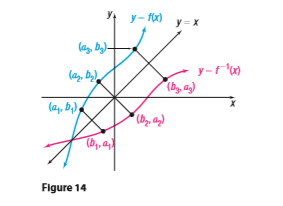 y
y – f(x)
y = x
(a₃, b₃)
y – f⁻¹(x)
(a₂, b₂)
(b₃, a₃)
x
(a₁, b₁)
(b₂, a₂)
(b₁, a₁)
Figure 14